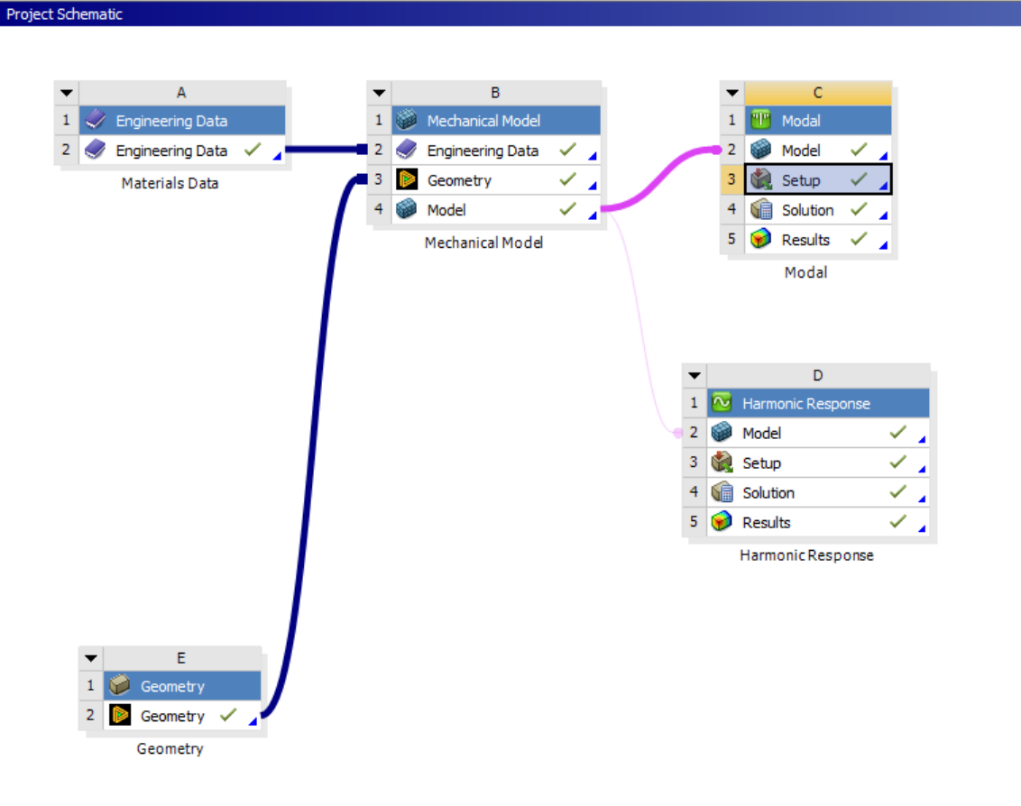 Project Schematic
A
1 Engineering Data
2 Engineering Data
Materials Data
B
1 Mechanical Model
2 Engineering Data
3 Geometry
4 Model
Mechanical Model
C
1 Modal
2 Model
3 Setup
4 Solution
5 Results
Modal
D
1 Harmonic Response
2 Model
3 Setup
4 Solution
5 Results
Harmonic Response
E
1 Geometry
2 Geometry
Geometry